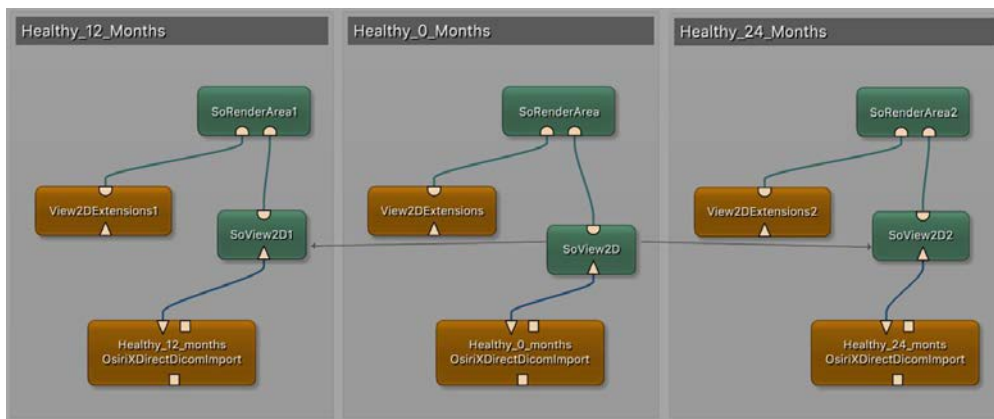 Healthy_12_Months
SoRenderArea1
View2DExtensions1
SoView2D1
Healthy_12_months
OsiriXDirectDicomImport
Healthy_0_Months
SoRenderArea
View2DExtensions
SoView2D
Healthy_0_months
OsiriXDirectDicomImport
Healthy_24_Months
SoRenderArea2
View2DExtensions2
SoView2D2
Healthy_24_monts
OsiriXDirectDicomImport